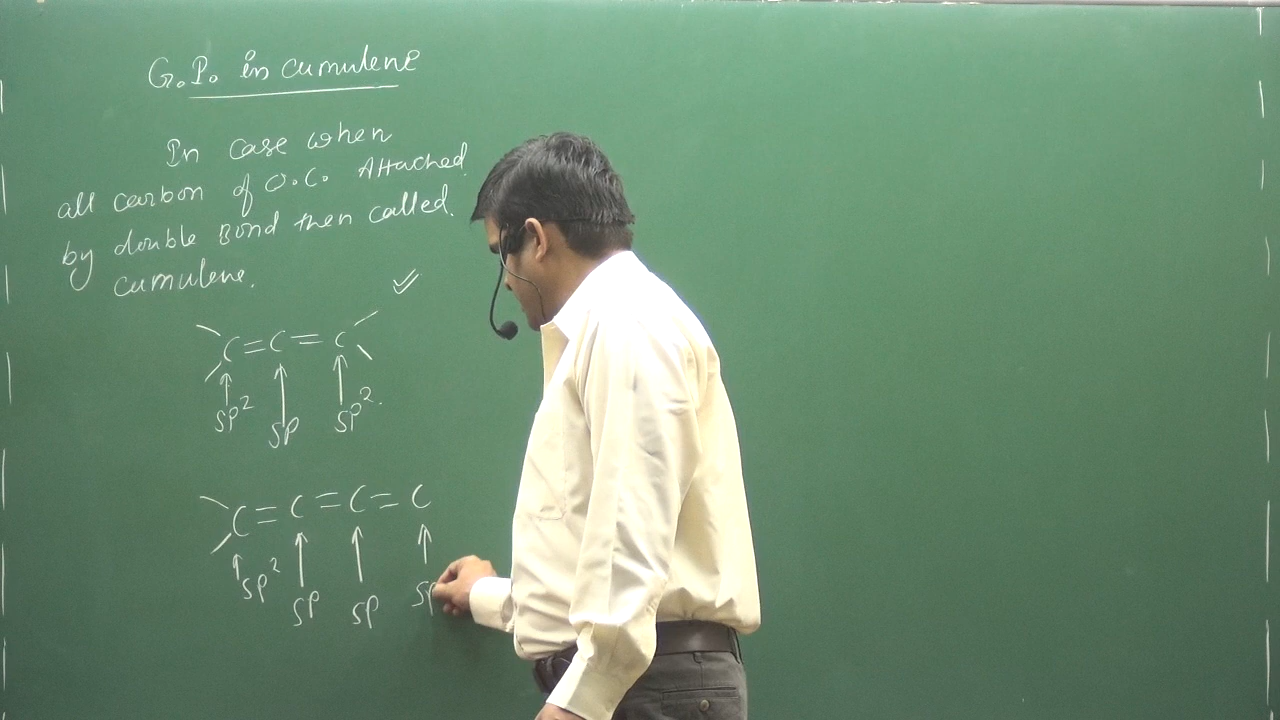 G.I. in cumulene
In case when
all carbon of O.C. Attached
by double Bond then called.
cumulene.
C=C=C
sp² sp sp².
C=C=C=C
sp² sp sp sp